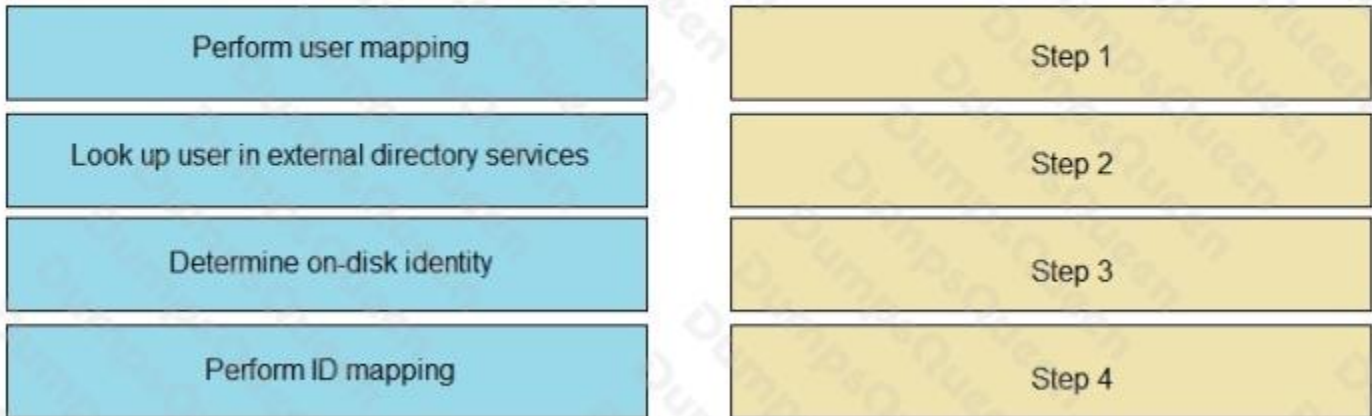 Perform user mapping
Step 1
Look up user in external directory services
Step 2
Determine on-disk identity
Step 3
Perform ID mapping
Step 4
DumpsQueen